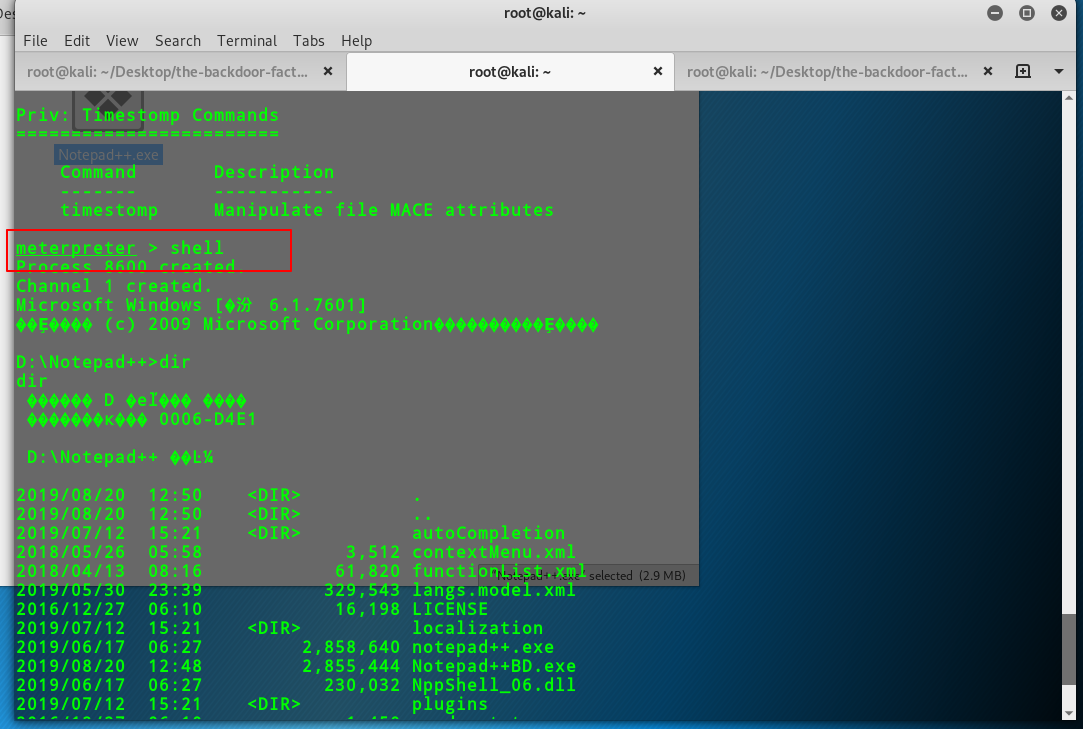 root@kali: ~
File Edit View Search Terminal Tabs Help
root@kali: ~/Desktop/the-backdoor-fact...
root@kali: ~
root@kali: ~/Desktop/the-backdoor-fact...
Priv: Timestomp Commands
========================
Notepad++.exe
Command Description
------- -----------
timestomp Manipulate file MACE attributes
meterpreter > shell
Process 8600 created.
Channel 1 created.
Microsoft Windows [�汾 6.1.7601]
(c) 2009 Microsoft Corporation
D:\Notepad++>dir
dir
D
0006-D4E1
D:\Notepad++
2019/08/20 12:50 <DIR> .
2019/08/20 12:50 <DIR> ..
2019/07/12 15:21 <DIR> autoCompletion
2018/05/26 05:58 3,512 contextMenu.xml
2018/04/13 08:16 61,820 functionList.xml
"Notepad++.exe" selected (2.9 MB)
2019/05/30 23:39 329,543 langs.model.xml
2016/12/27 06:10 16,198 LICENSE
2019/07/12 15:21 <DIR> localization
2019/06/17 06:27 2,858,640 notepad++.exe
2019/08/20 12:48 2,855,444 Notepad++BD.exe
2019/06/17 06:27 230,032 NppShell_06.dll
2019/07/12 15:21 <DIR> plugins